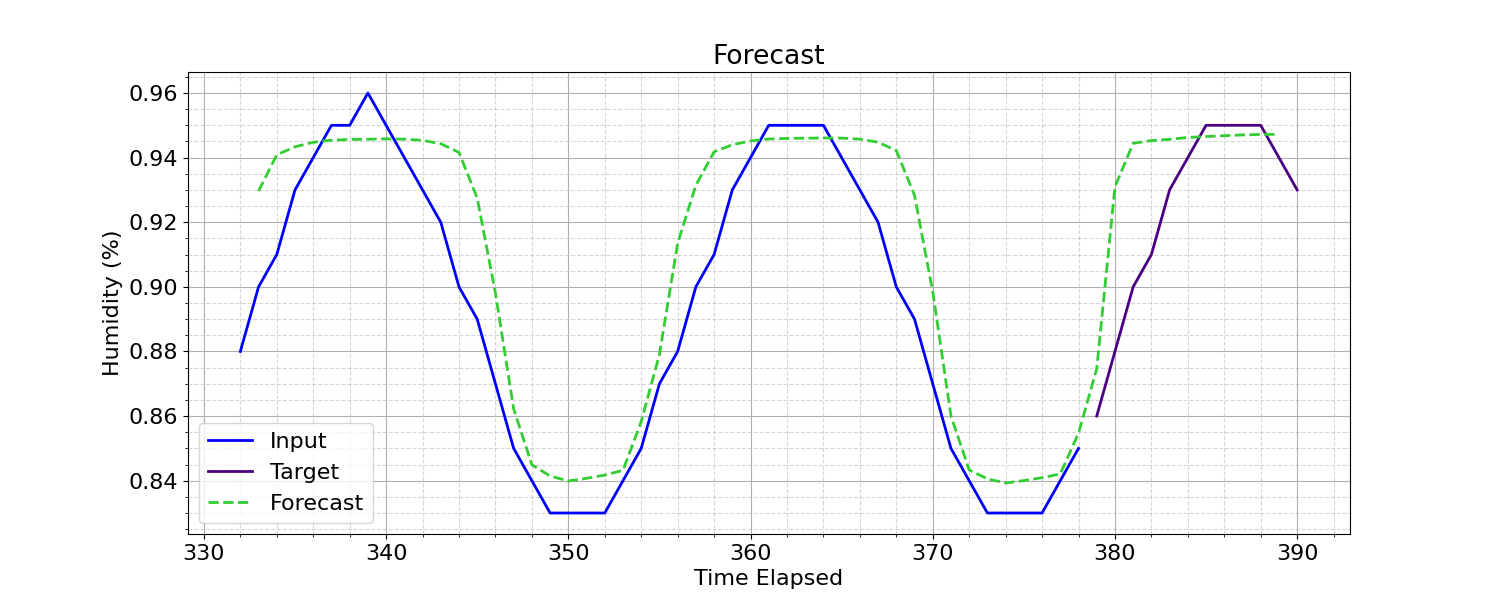 Forecast
0.96
0.94
0.92
0.90
0.88
0.86
0.84
Humidity (%)
Input
Target
Forecast
330 340 350 360 370 380 390
Time Elapsed